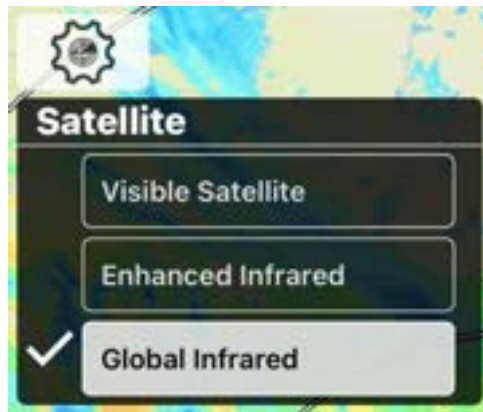 Satellite
Visible Satellite
Enhanced Infrared
Global Infrared